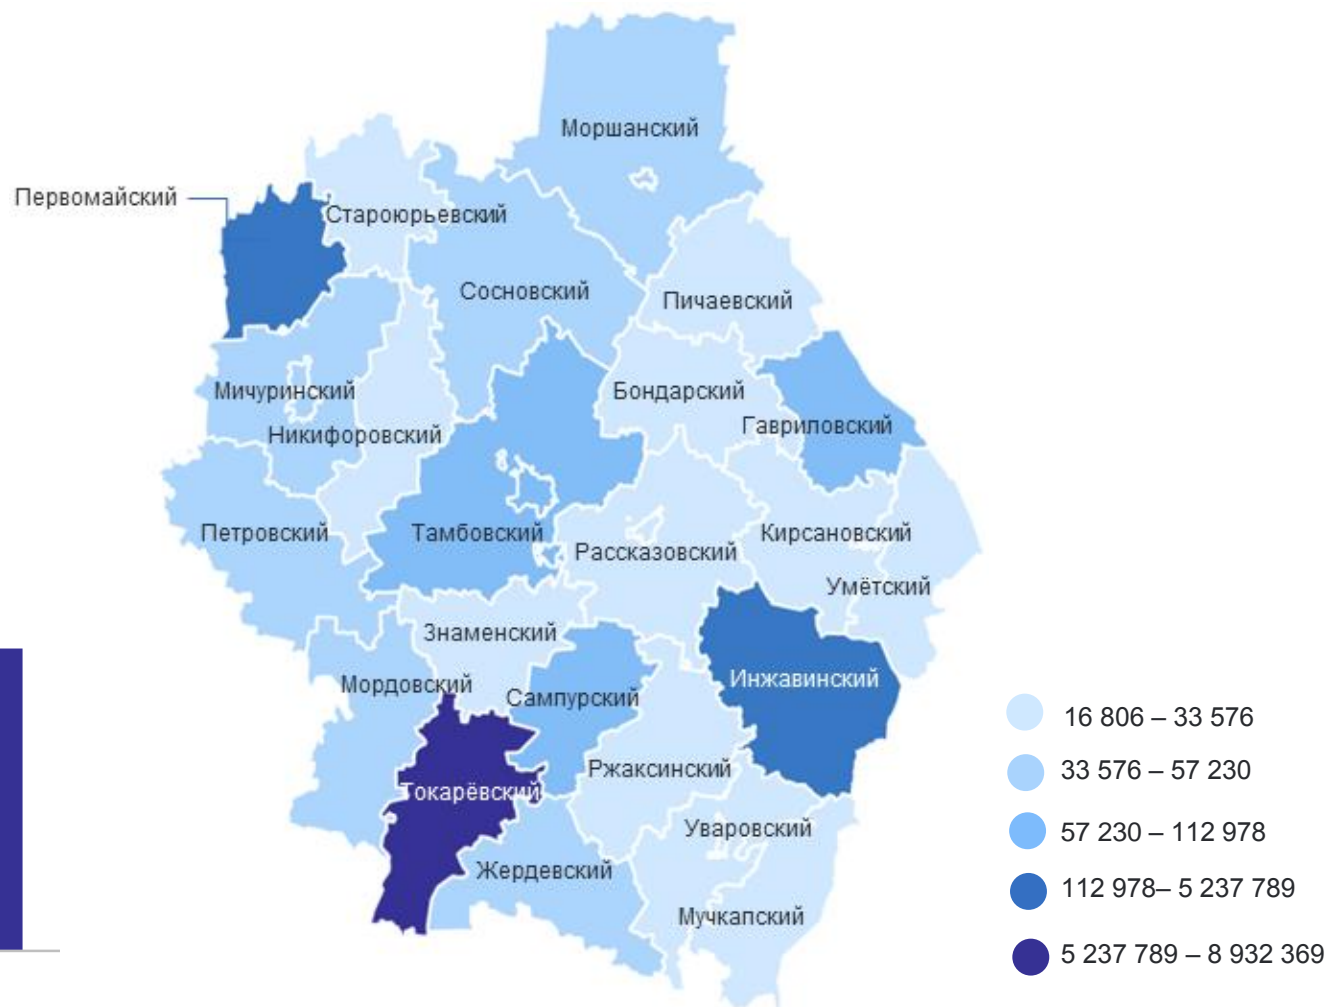 Моршанский
Первомайский
Староюрьевский
Сосновский
Пичаевский
Мичуринский
Бондарский
Гавриловский
Никифоровский
Петровский
Тамбовский
Рассказовский
Кирсановский
Умётский
Знаменский
Мордовский
Сампурский
Инжавинский
Ржаксинский
Токарёвский
Уваровский
Жердевский
Мучкапский
16 806 – 33 576
33 576 – 57 230
57 230 – 112 978
112 978– 5 237 789
5 237 789 – 8 932 369